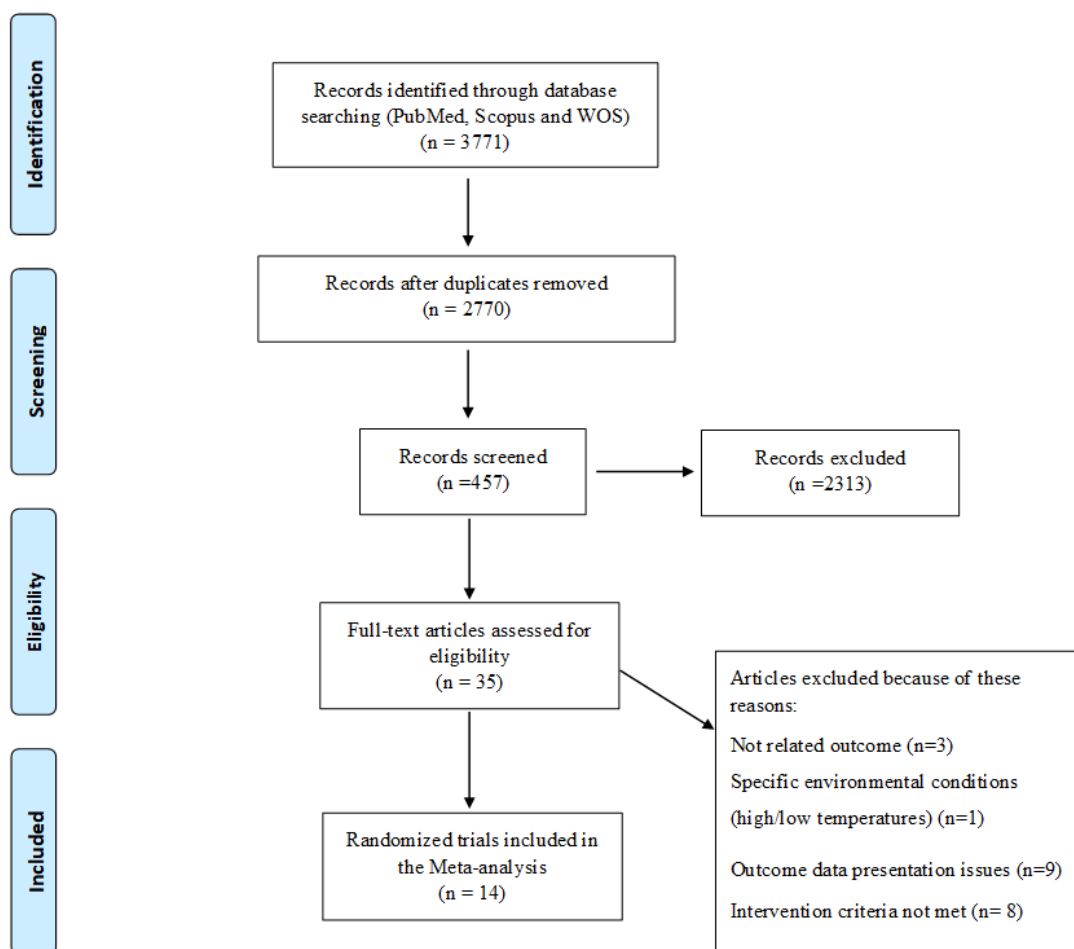 Identification
Records identified through database
searching (PubMed, Scopus and WOS)
(n = 3771)
Screening
Records after duplicates removed
(n = 2770)
Records screened
(n =457)
Records excluded
(n =2313)
Eligibility
Full-text articles assessed for
eligibility
(n = 35)
Articles excluded because of these
reasons:
Not related outcome (n=3)
Specific environmental conditions
(high/low temperatures) (n=1)
Outcome data presentation issues (n=9)
Intervention criteria not met (n= 8)
Included
Randomized trials included in
the Meta-analysis
(n = 14)